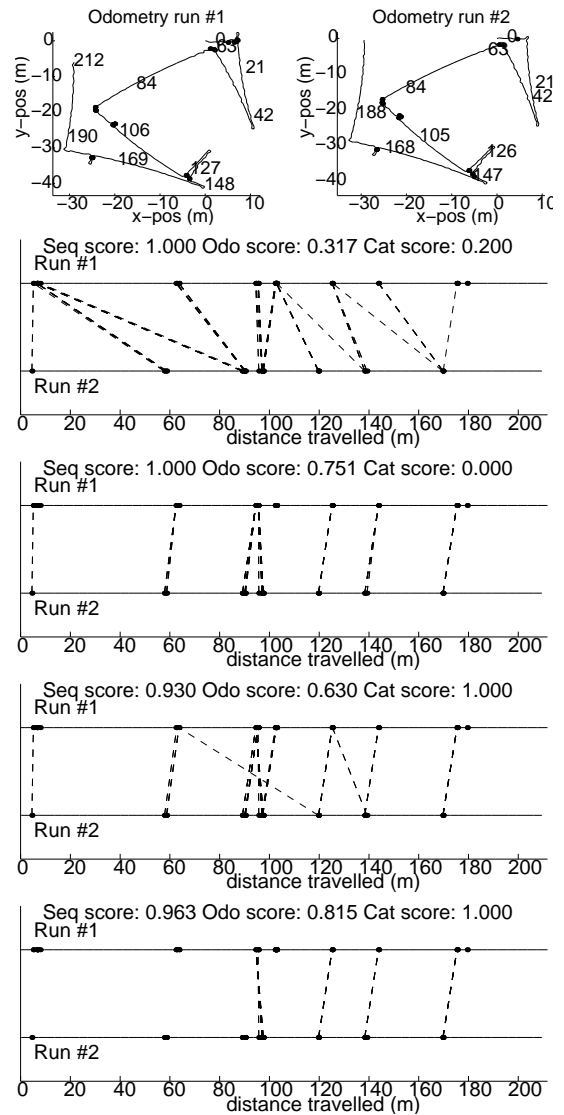 Odometry run #1
Odometry run #2
0
−10
−20
−30
−40
y−pos (m)
212
84
63
21
42
106
190
169
127
148
−30 −20 −10 0 10
x−pos (m)
0
−10
−20
−30
−40
0
63
84
21
42
188
105
168
126
147
−30 −20 −10 0
x−pos (m)
Seq score: 1.000 Odo score: 0.317 Cat score: 0.200
Run #1
Run #2
0 20 40 60 80 100 120 140 160 180 200
distance travelled (m)
Seq score: 1.000 Odo score: 0.751 Cat score: 0.000
Run #1
Run #2
0 20 40 60 80 100 120 140 160 180 200
distance travelled (m)
Seq score: 0.930 Odo score: 0.630 Cat score: 1.000
Run #1
Run #2
0 20 40 60 80 100 120 140 160 180 200
distance travelled (m)
Seq score: 0.963 Odo score: 0.815 Cat score: 1.000
Run #1
Run #2
0 20 40 60 80 100 120 140 160 180 200
distance travelled (m)